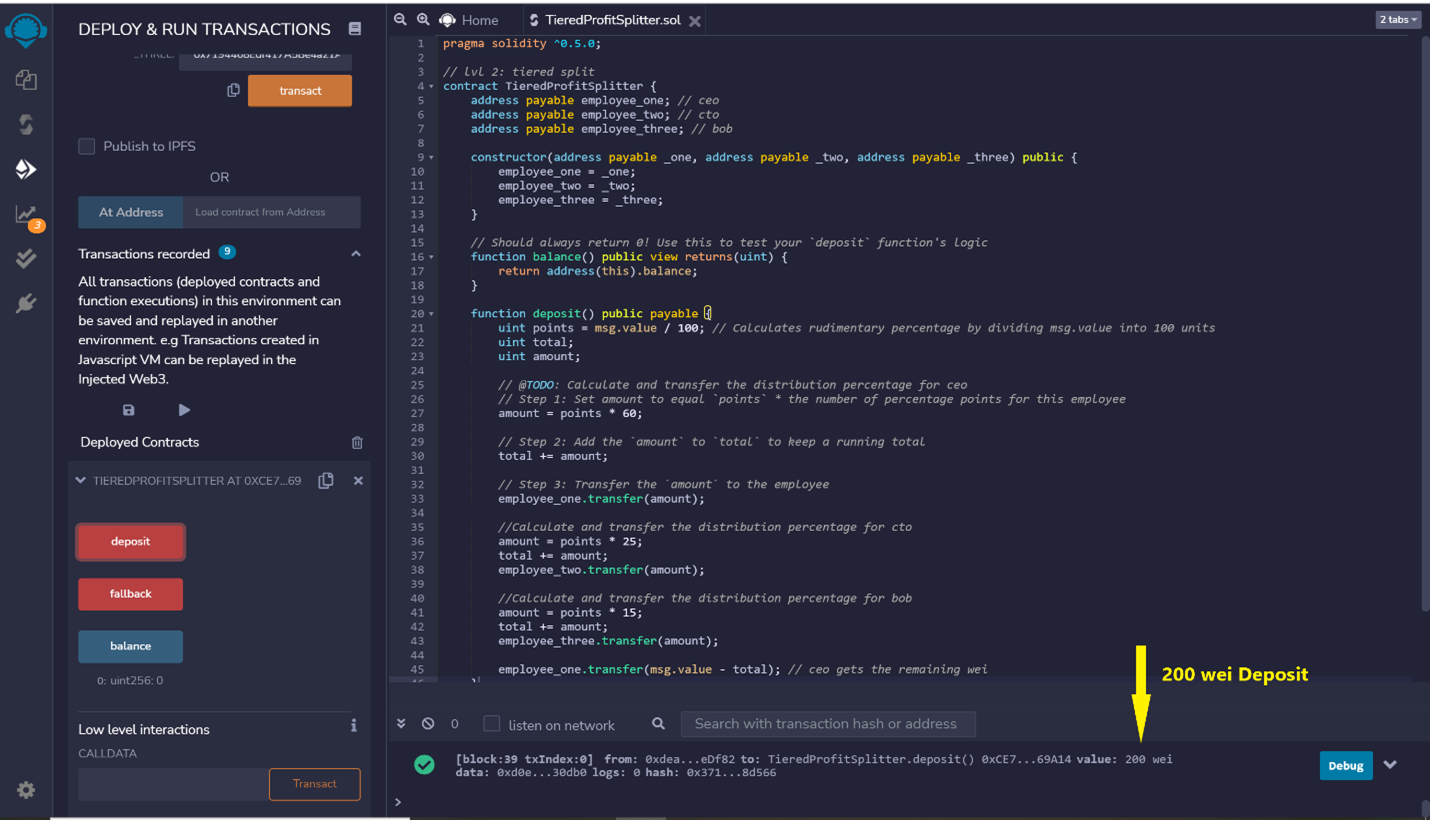 DEPLOY & RUN TRANSACTIONS
transact
Publish to IPFS
OR
At Address
Load contract from Address
3
Transactions recorded 9
All transactions (deployed contracts and
function executions) in this environment can
be saved and replayed in another
environment. e.g Transactions created in
Javascript VM can be replayed in the
Injected Web3.
Deployed Contracts
TIEREDPROFITSPLITTER AT 0XCE7...69
deposit
fallback
balance
0: uint256: 0
Low level interactions
CALLDATA
Transact
Home
TieredProfitSplitter.sol
2 tabs
1 pragma solidity ^0.5.0;
2
3 // lvl 2: tiered split
4 contract TieredProfitSplitter {
5 address payable employee_one; // ceo
6 address payable employee_two; // cto
7 address payable employee_three; // bob
8
9 constructor(address payable _one, address payable _two, address payable _three) public {
10 employee_one = _one;
11 employee_two = _two;
12 employee_three = _three;
13 }
14
15 // Should always return 0! Use this to test your `deposit` function's logic
16 function balance() public view returns(uint) {
17 return address(this).balance;
18 }
19
20 function deposit() public payable {
21 uint points = msg.value / 100; // Calculates rudimentary percentage by dividing msg.value into 100 units
22 uint total;
23 uint amount;
24
25 // @TODO: Calculate and transfer the distribution percentage for ceo
26 // Step 1: Set amount to equal `points` * the number of percentage points for this employee
27 amount = points * 60;
28
29 // Step 2: Add the `amount` to `total` to keep a running total
30 total += amount;
31
32 // Step 3: Transfer the `amount` to the employee
33 employee_one.transfer(amount);
34
35 //Calculate and transfer the distribution percentage for cto
36 amount = points * 25;
37 total += amount;
38 employee_two.transfer(amount);
39
40 //Calculate and transfer the distribution percentage for bob
41 amount = points * 15;
42 total += amount;
43 employee_three.transfer(amount);
44
45 employee_one.transfer(msg.value - total); // ceo gets the remaining wei
200 wei Deposit
0 listen on network
Search with transaction hash or address
[block:39 txIndex:0] from: 0xdea...eDf82 to: TieredProfitSplitter.deposit() 0xCE7...69A14 value: 200 wei
data: 0xd0e...30db0 logs: 0 hash: 0x371...8d566
Debug
>